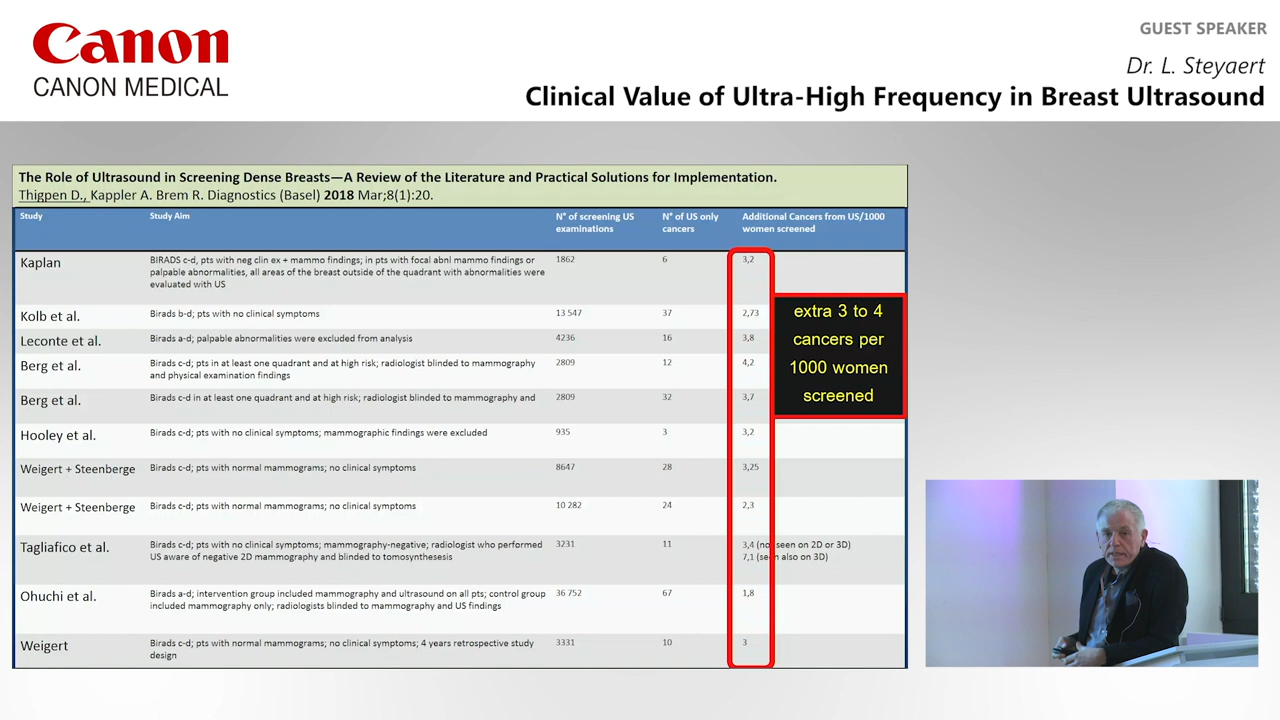 Canon
CANON MEDICAL
GUEST SPEAKER
Dr. L. Steyaert
Clinical Value of Ultra-High Frequency in Breast Ultrasound
The Role of Ultrasound in Screening Dense Breasts—A Review of the Literature and Practical Solutions for Implementation.
Thigpen D., Kappler A. Brem R. Diagnostics (Basel) 2018 Mar;8(1):20.
Study
Study Aim
N° of screening US
examinations
N° of US only
cancers
Additional Cancers from US/1000
women screened
Kaplan
BIRADS c-d, pts with neg clin ex + mammo findings; in pts with focal abnl mammo findings or
palpable abnormalities, all areas of the breast outside of the quadrant with abnormalities were
evaluated with US
1862
6
3,2
Kolb et al.
Birads b-d; pts with no clinical symptoms
13 547
37
2,73
Leconte et al.
Birads a-d; palpable abnormalities were excluded from analysis
4236
16
3,8
Berg et al.
Birads c-d; pts in at least one quadrant and at high risk; radiologist blinded to mammography
and physical examination findings
2809
12
4,2
Berg et al.
Birads c-d in at least one quadrant and at high risk; radiologist blinded to mammography and
2809
32
3,7
Hooley et al.
Birads c-d; pts with no clinical symptoms; mammographic findings were excluded
935
3
3,2
Weigert + Steenberge
Birads c-d; pts with normal mammograms; no clinical symptoms
8647
28
3,25
Weigert + Steenberge
Birads c-d; pts with normal mammograms; no clinical symptoms
10 282
24
2,3
Tagliafico et al.
Birads c-d; pts with no clinical symptoms; mammography-negative; radiologist who performed
US aware of negative 2D mammography and blinded to tomosynthesesis
3231
11
3,4 (not seen on 2D or 3D)
7,1 (seen also on 3D)
Ohuchi et al.
Birads a-d; intervention group included mammography and ultrasound on all pts; control group
included mammography only; radiologists blinded to mammography and US findings
36 752
67
1,8
Weigert
Birads c-d; pts with normal mammograms; no clinical symptoms; 4 years retrospective study
design
3331
10
3
extra 3 to 4
cancers per
1000 women
screened